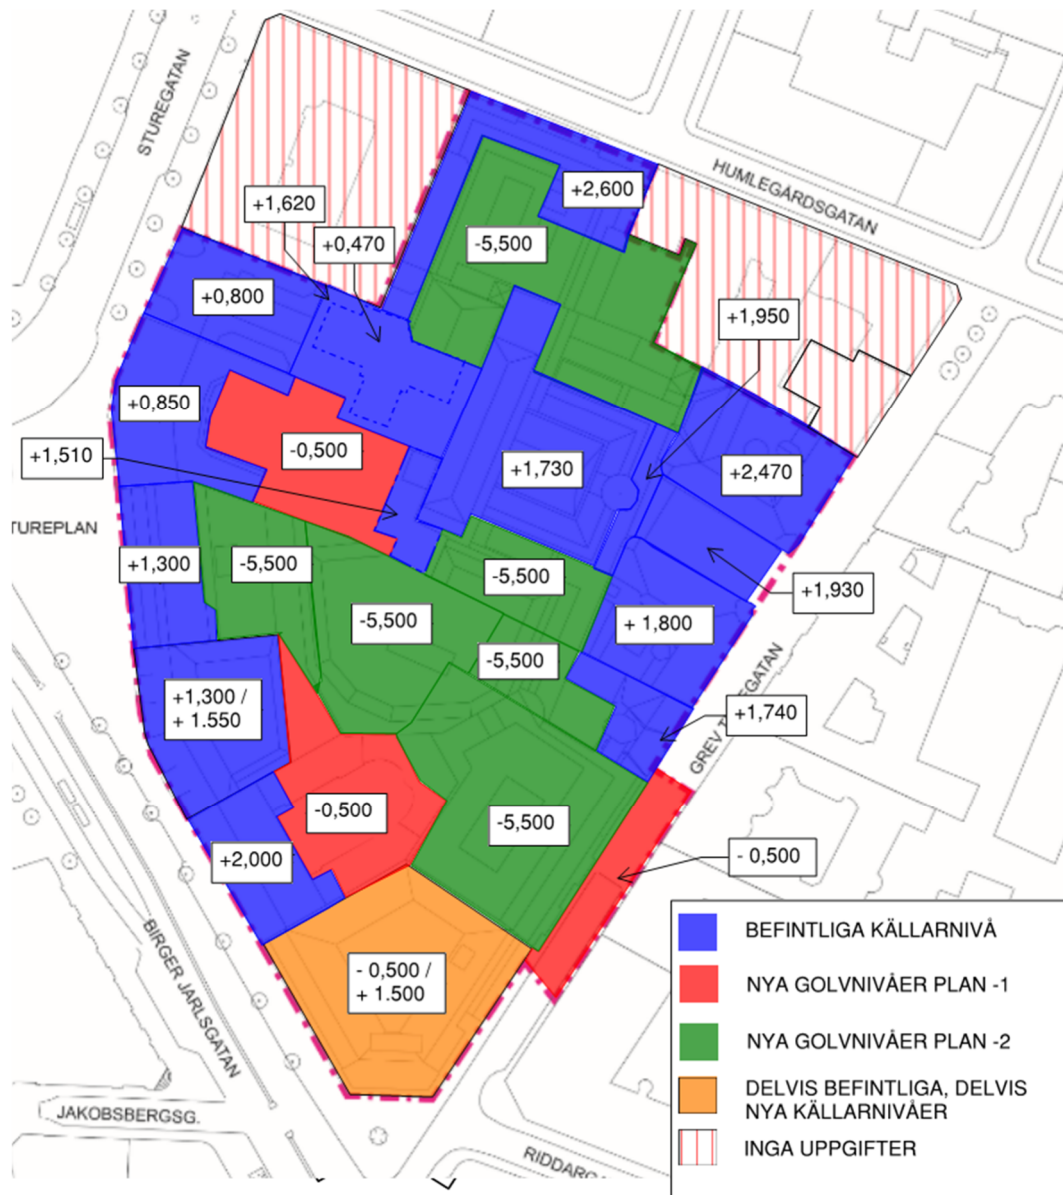 STUREGATAN
HUMLEGÅRDSGATAN
+2,600
+1,620
+0,470
-5,500
+0,800
+1,950
+0,850
-0,500
+1,510
+1,730
+2,470
TUREPLAN
+1,300
-5,500
-5,500
+1,930
-5,500
+ 1,800
-5,500
+1,300 /
+ 1.550
+1,740
GREV T
EGATAN
-0,500
-5,500
+2,000
- 0,500
BIRGER JARLSGATAN
- 0,500 /
+ 1.500
JAKOBSBERGSG.
RIDDARG
BEFINTLIGA KÄLLARNIVÅ
NYA GOLVNIVÅER PLAN -1
NYA GOLVNIVÅER PLAN -2
DELVIS BEFINTLIGA, DELVIS
NYA KÄLLARNIVÅER
INGA UPPGIFTER